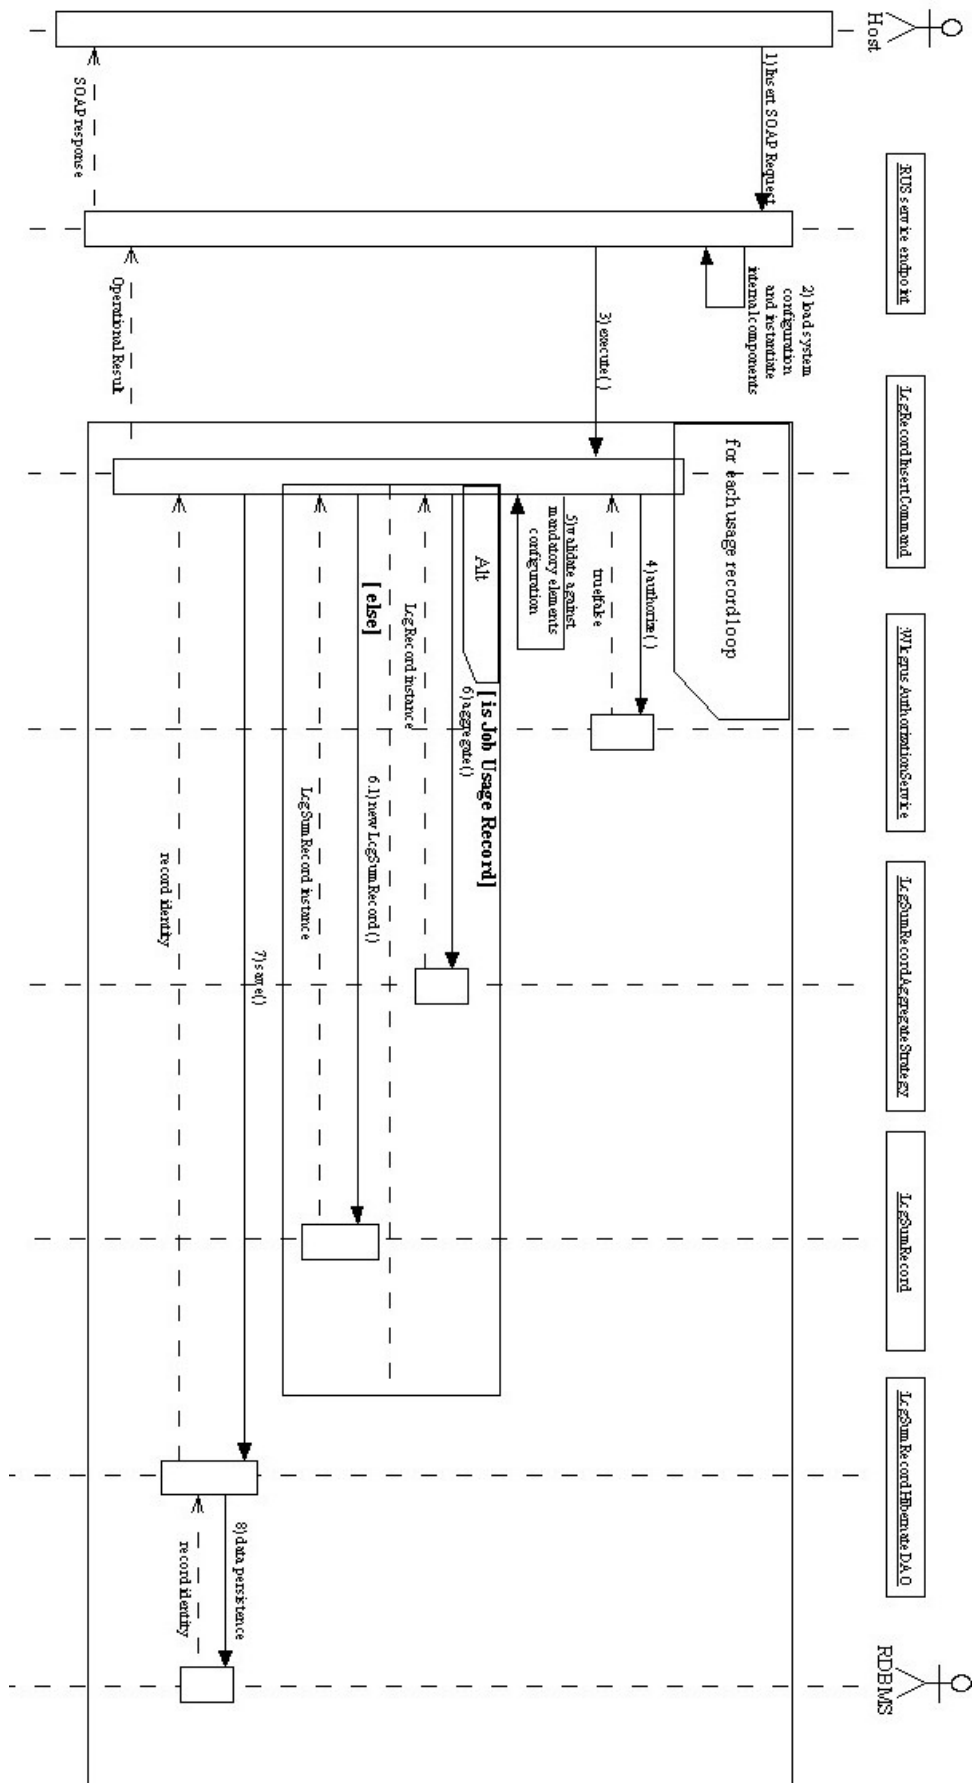 Host
:RUS service endpoint
:LcgRecordInsertCommand
:WlcgrusAuthorizationService
:LcgSumRecordAggregateStrategy
:LcgSumRecord
:LcgSumRecordHibernateDAO
RDBMS
1) Insert SOAP Request
2) load system
configuration
and instantiate
internal components
3) execute()
for each usage record loop
4) authorize()
true|false
5) validate against
mandatory elements
configuration
Alt
[is Job Usage Record]
6) aggregate()
LcgRecord instance
[else]
6.1) new LcgSumRecord()
LcgSumRecord instance
7) save()
8) data persistence
record identity
record identity
Operational Result
SOAP response